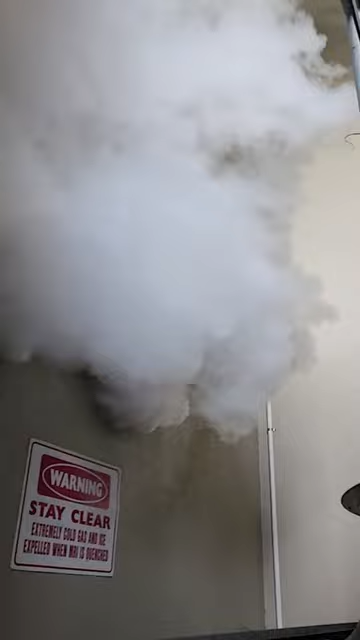 WARNING
STAY CLEAR
EXTREMELY COLD GAS AND ICE
EXPELLED WHEN MRI IS QUENCHED